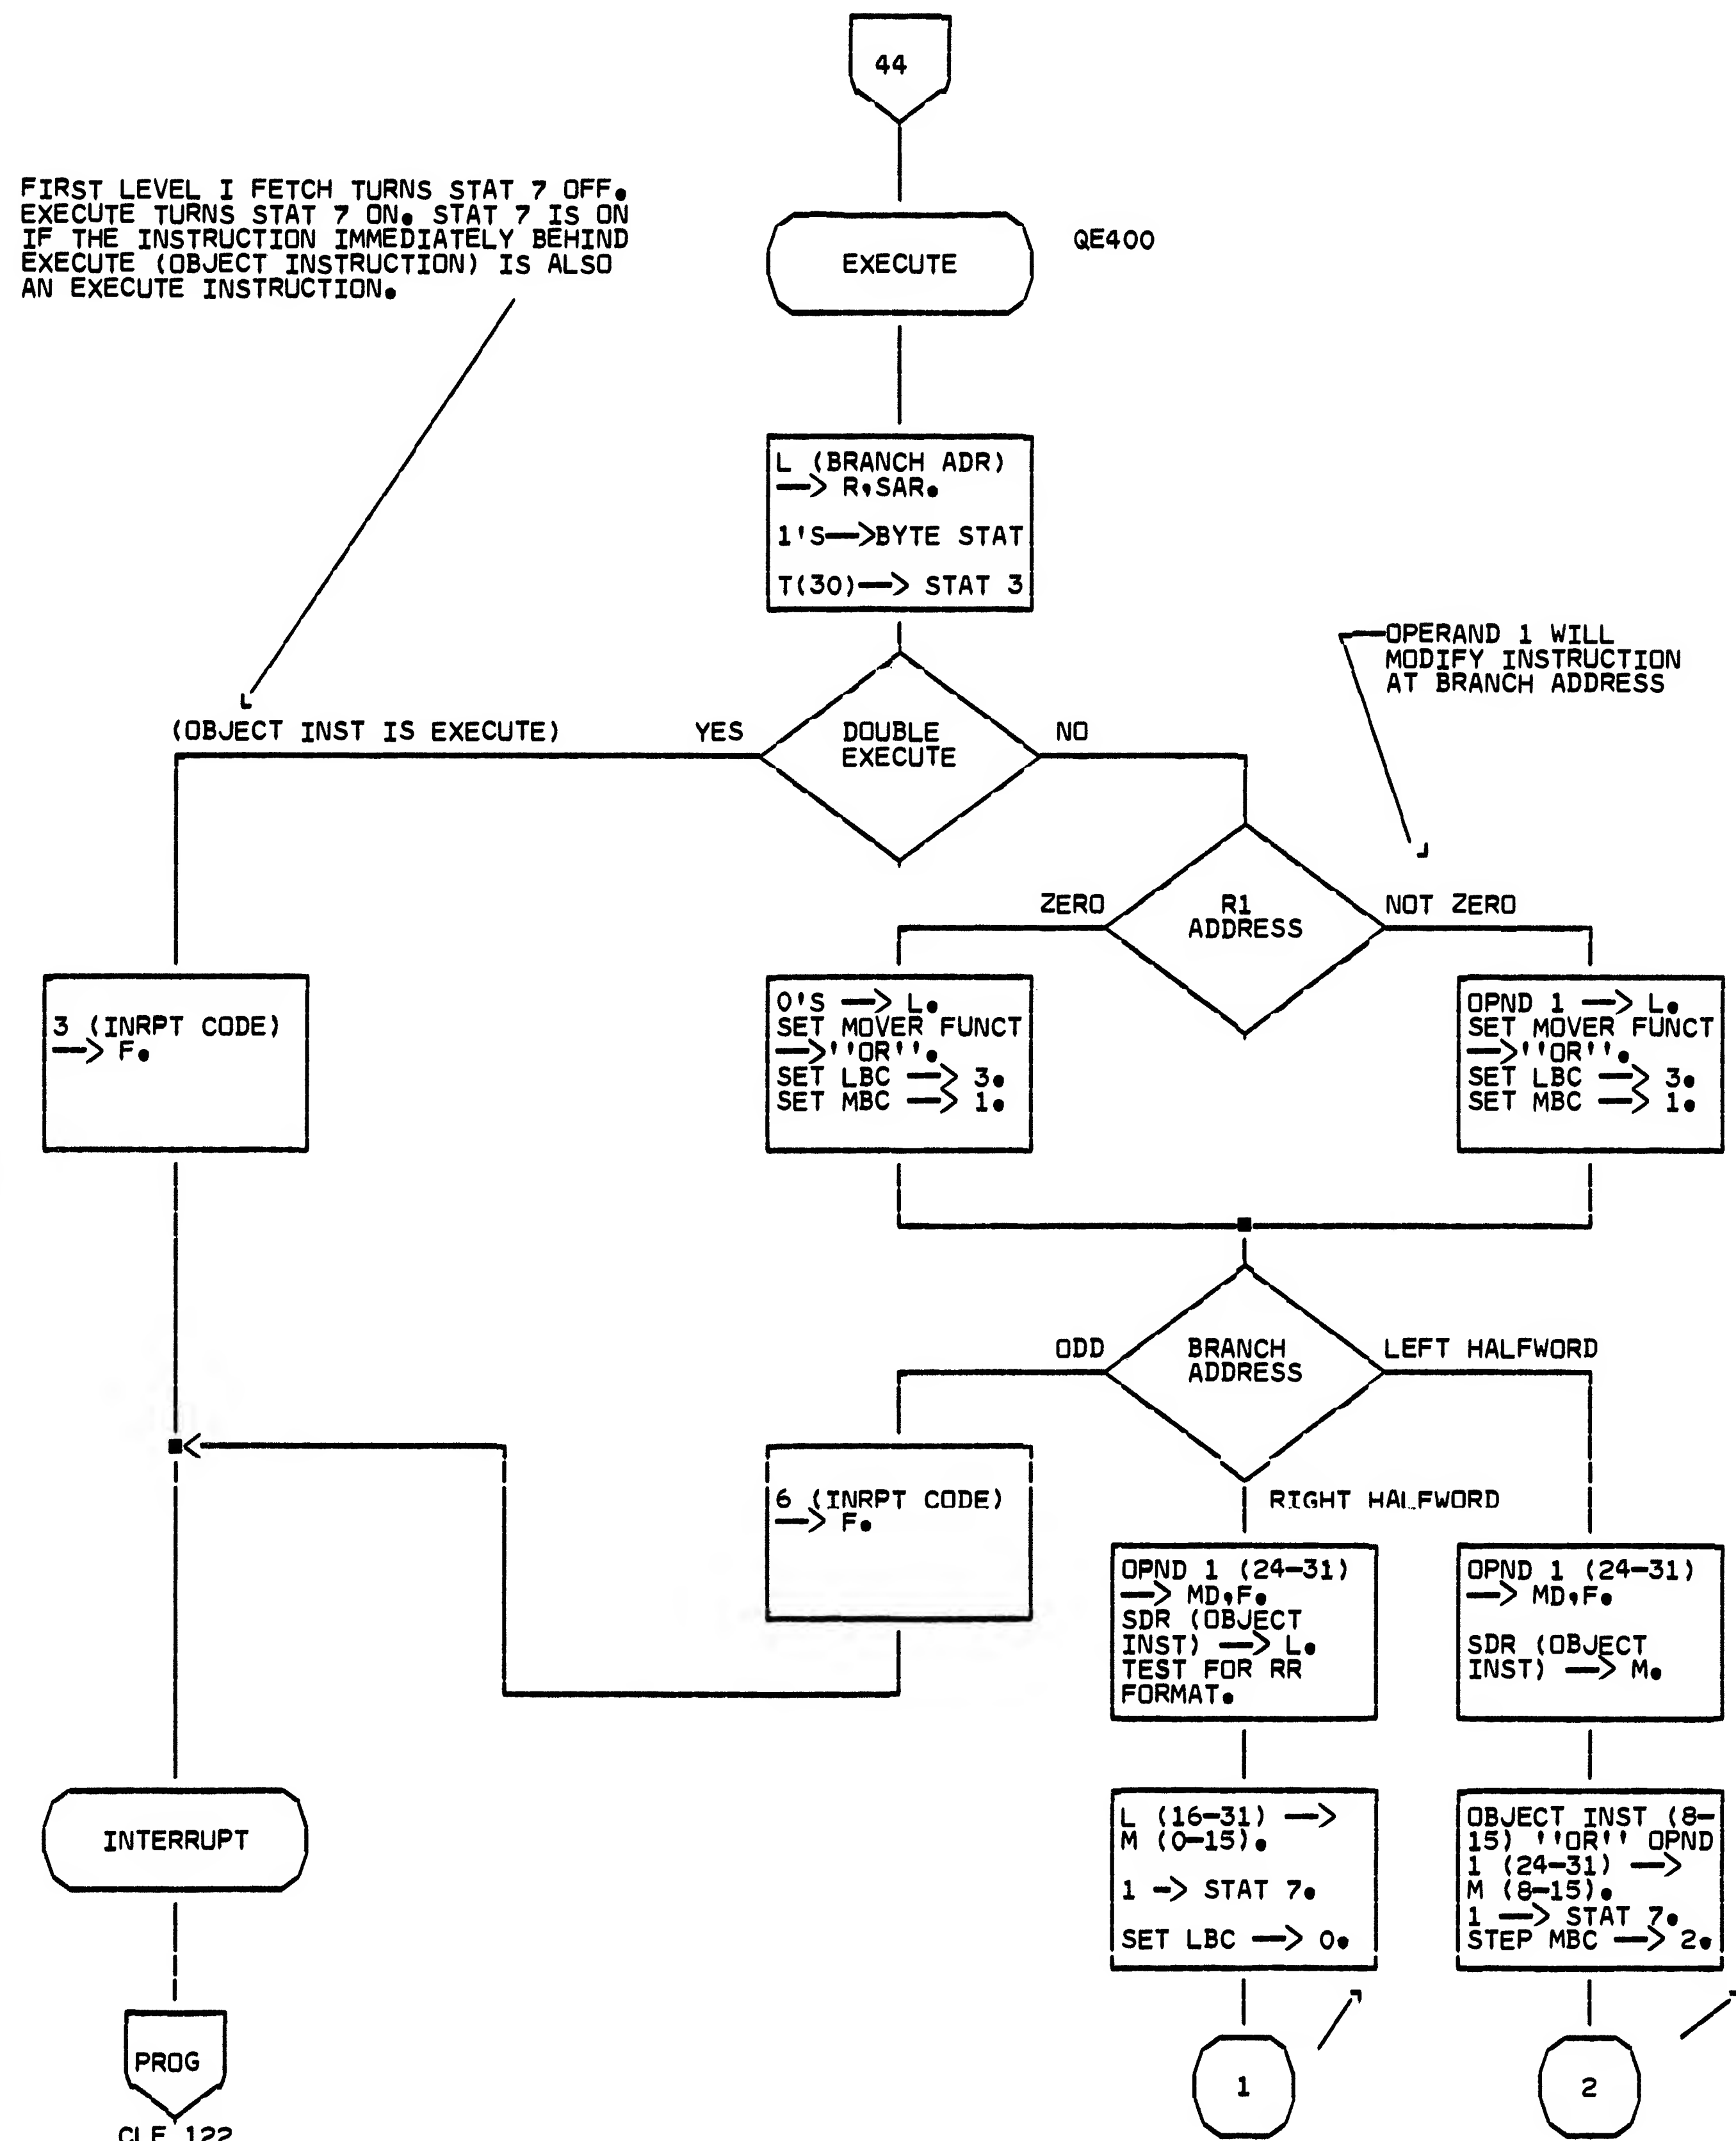 44
FIRST LEVEL I FETCH TURNS STAT 7 OFF.
EXECUTE TURNS STAT 7 ON. STAT 7 IS ON
IF THE INSTRUCTION IMMEDIATELY BEHIND
EXECUTE (OBJECT INSTRUCTION) IS ALSO
AN EXECUTE INSTRUCTION.
EXECUTE
QE400
L (BRANCH ADR)
—> R,SAR.
1'S—>BYTE STAT
T(30)—> STAT 3
OPERAND 1 WILL
MODIFY INSTRUCTION
AT BRANCH ADDRESS
(OBJECT INST IS EXECUTE)
YES
DOUBLE
EXECUTE
NO
ZERO
R1
ADDRESS
NOT ZERO
3 (INRPT CODE)
—> F.
0'S —> L.
SET MOVER FUNCT
—>''OR''.
SET LBC —> 3.
SET MBC —> 1.
OPND 1 —> L.
SET MOVER FUNCT
—>''OR''.
SET LBC —> 3.
SET MBC —> 1.
ODD
BRANCH
ADDRESS
LEFT HALFWORD
RIGHT HALFWORD
6 (INRPT CODE)
—> F.
OPND 1 (24-31)
—> MD,F.
SDR (OBJECT
INST) —> L.
TEST FOR RR
FORMAT.
OPND 1 (24-31)
—> MD,F.
SDR (OBJECT
INST) —> M.
INTERRUPT
L (16-31) —>
M (0-15).
1 -> STAT 7.
SET LBC —> 0.
OBJECT INST (8-
15) ''OR'' OPND
1 (24-31) —>
M (8-15).
1 —> STAT 7.
STEP MBC —> 2.
PROG
1
2
CLF 122